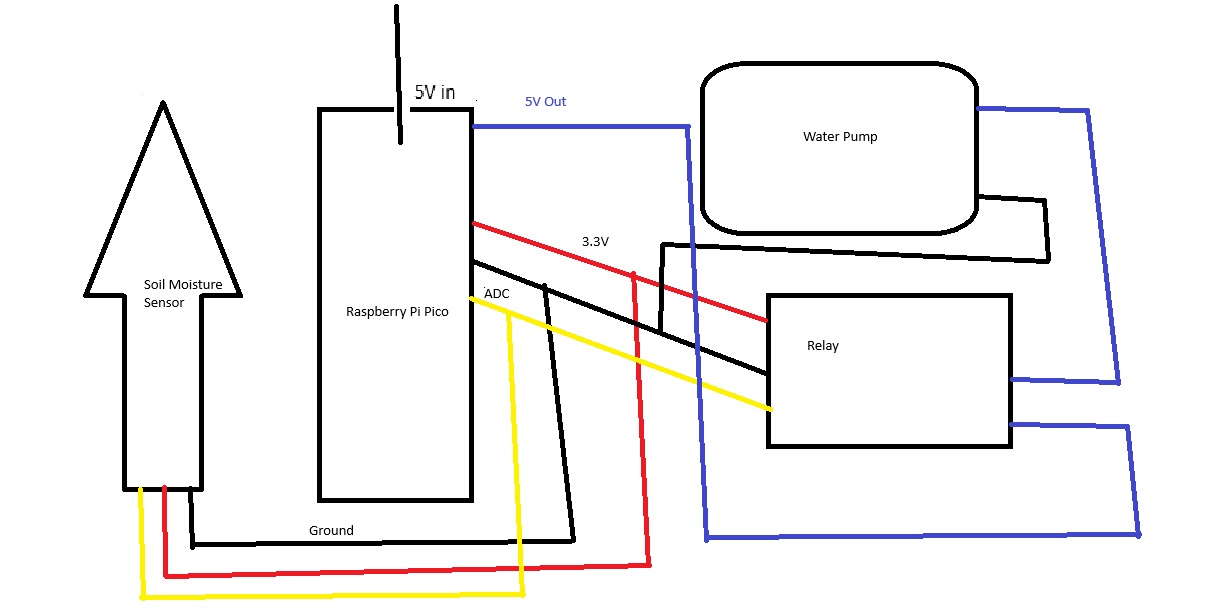 5V in
5V Out
Water Pump
3.3V
Soil Moisture
Sensor
ADC
Raspberry Pi Pico
Relay
Ground